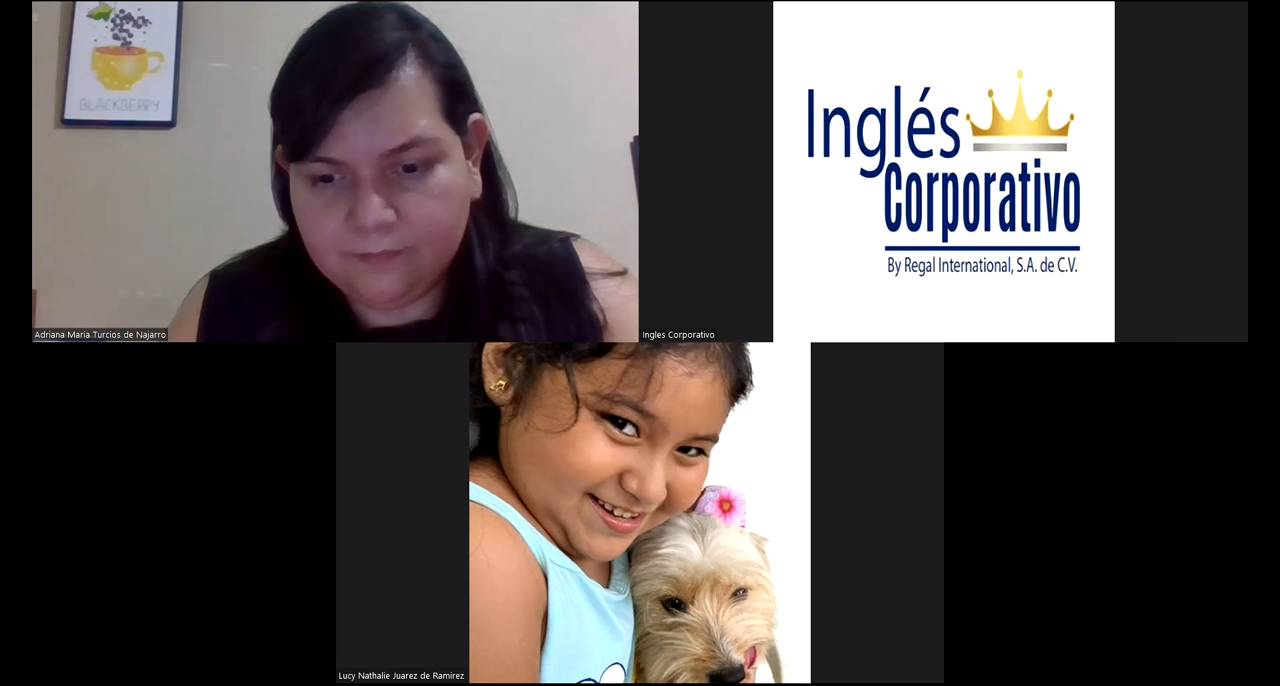 BLACKBERRY
Inglés
Corporativo
By Regal International, S.A. de C.V.
Adriana Maria Turcios de Najarro
Ingles Corporativo
Lucy Nathalie Juarez de Ramirez